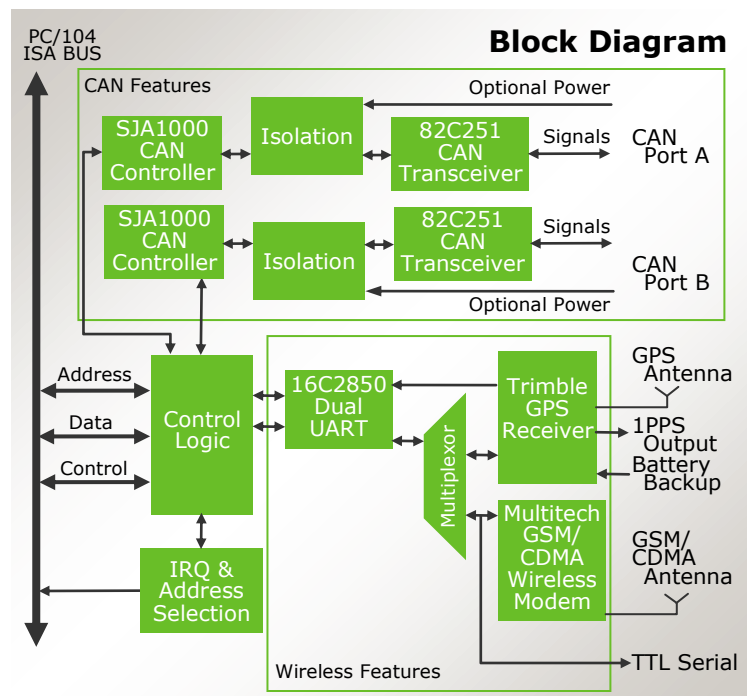 PC/104
ISA BUS
Block Diagram
CAN Features
Optional Power
SJA1000
CAN
Controller
Isolation
82C251
CAN
Transceiver
Signals
CAN
Port A
SJA1000
CAN
Controller
Isolation
82C251
CAN
Transceiver
Signals
CAN
Port B
Optional Power
Address
Data
Control
Control
Logic
16C2850
Dual
UART
Multiplexor
Trimble
GPS
Receiver
GPS
Antenna
1PPS
Output
Battery
Backup
IRQ &
Address
Selection
Multitech
GSM/
CDMA
Wireless
Modem
GSM/
CDMA
Antenna
TTL Serial
Wireless Features